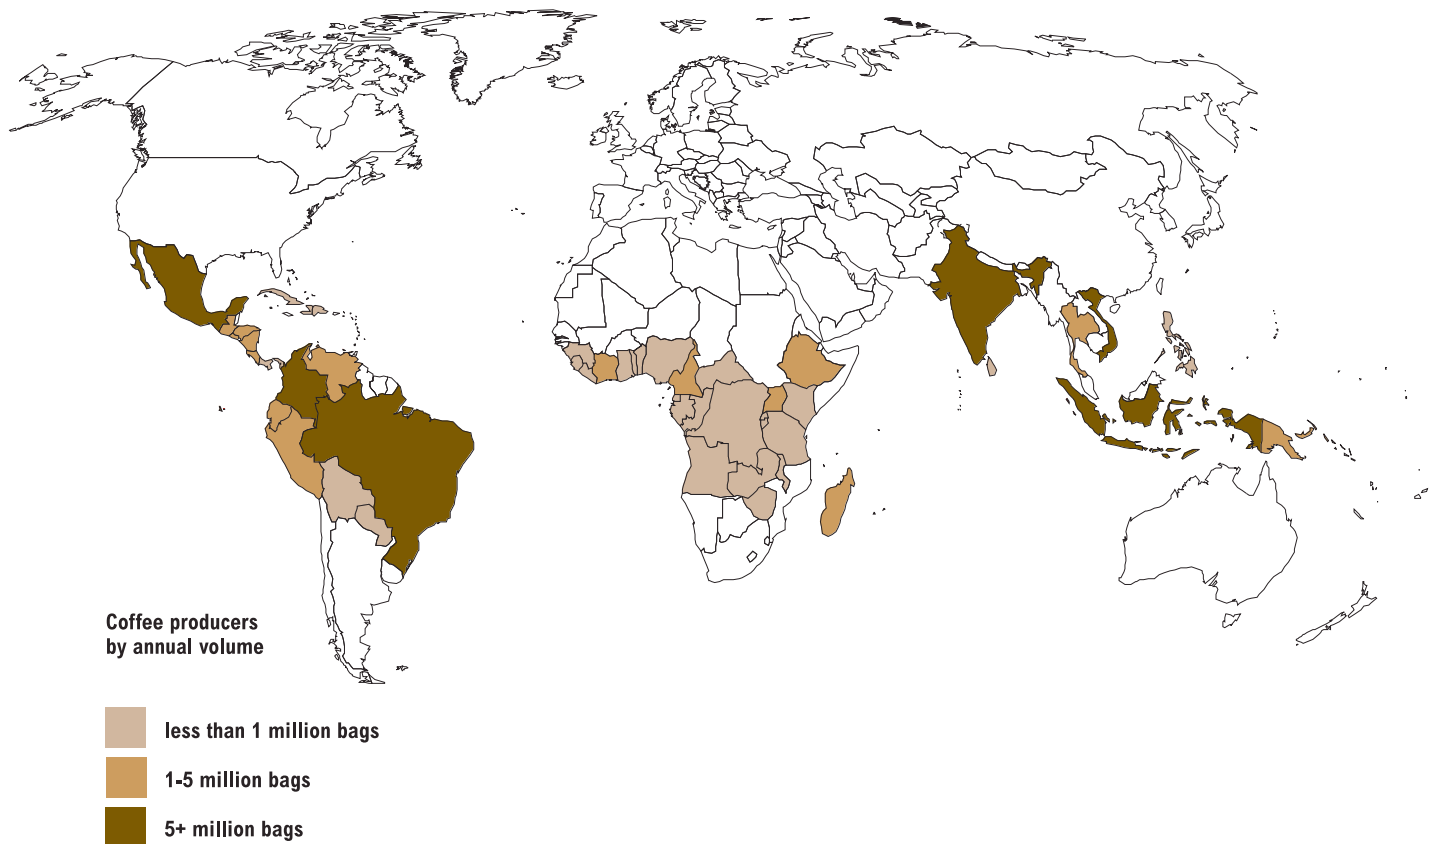 Coffee producers
by annual volume
less than 1 million bags
1-5 million bags
5+ million bags